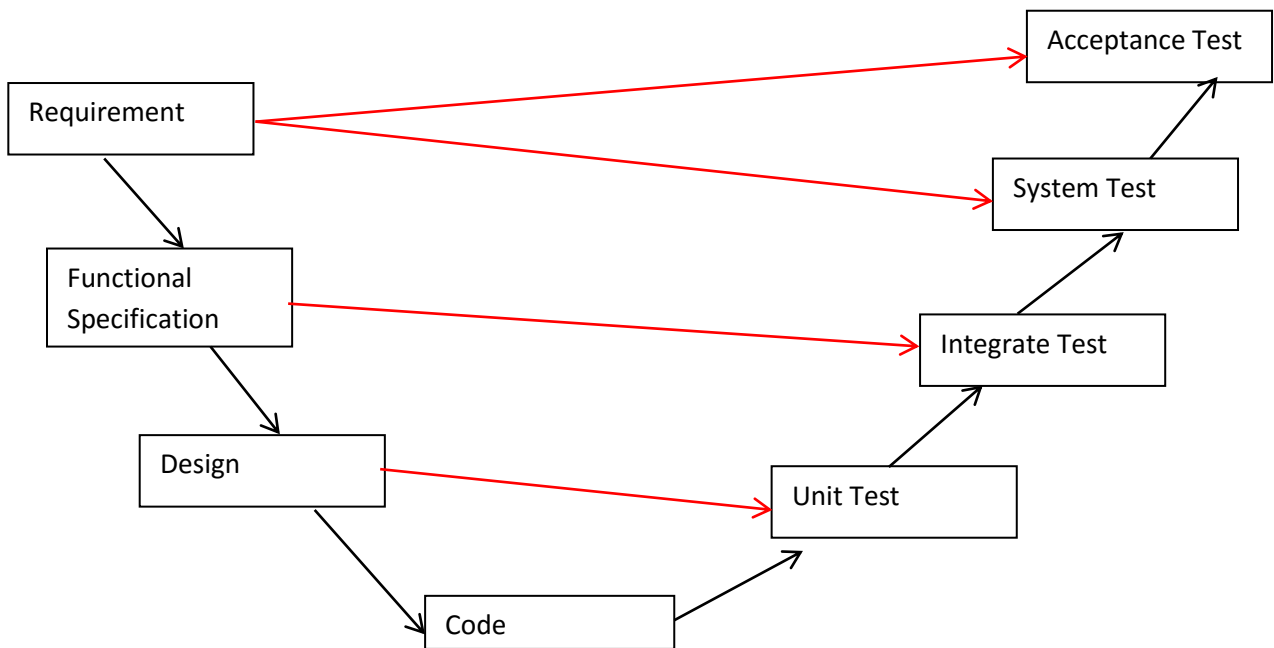 Acceptance Test
Requirement
System Test
Functional
Specification
Integrate Test
Design
Unit Test
Code